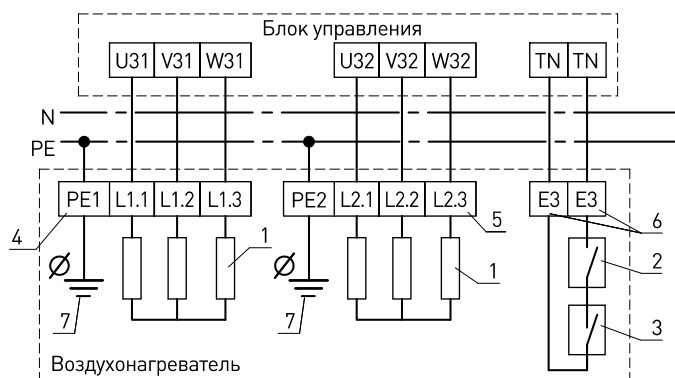 Блок управления
U31 V31 W31 U32 V32 W32 TN TN
N
PE
PE1 L1.1 L1.2 L1.3 PE2 L2.1 L2.2 L2.3 E3 E3
4 1 5 6
2
1
7 7 3
Воздухонагреватель